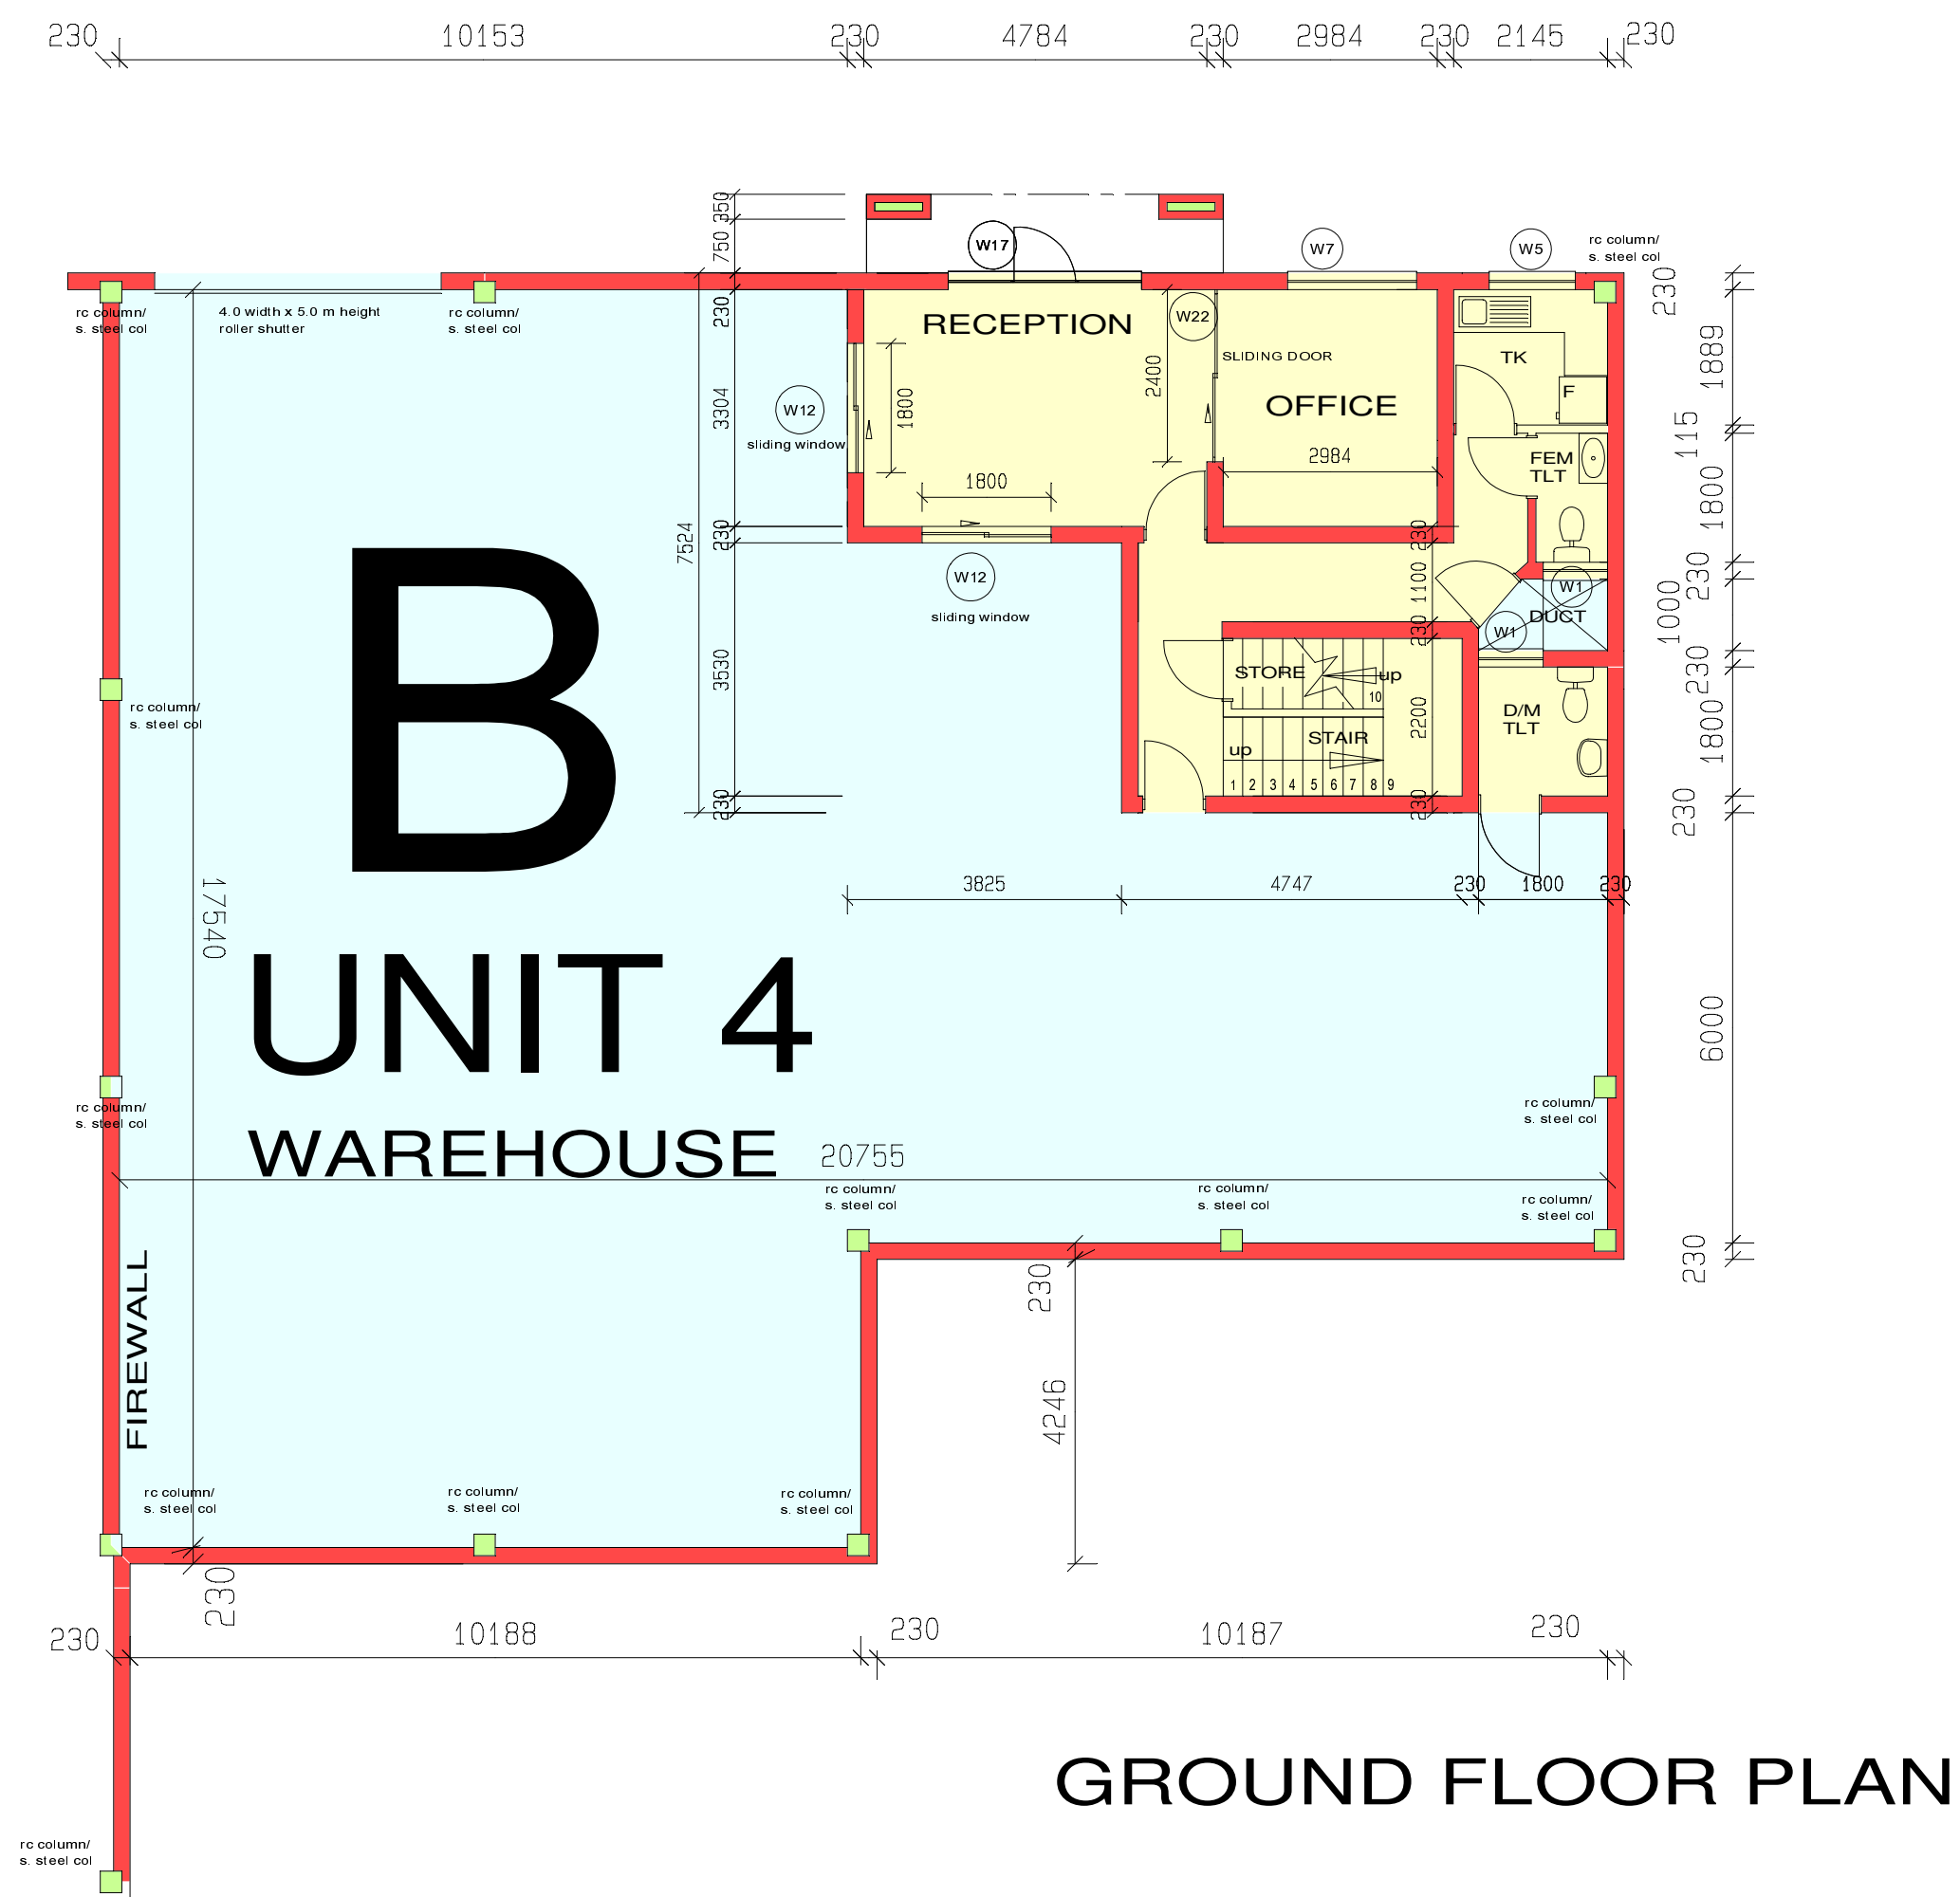 230 10153 230 4784 230 2984 230 2145 230
350
750
W17
W7
W5
rc column/
s. steel col
230
rc column/
s. steel col
4.0 width x 5.0 m height
roller shutter
rc column/
s. steel col
230
RECEPTION
W22
SLIDING DOOR
2400
OFFICE
TK
F
1889
3304
W12
sliding window
1800
1800
2984
115
FEM
TLT
1800
7524
230
230
W12
sliding window
1100
230
W1
DUCT
W1
1000
230
230
3530
STORE
up
10
2200
STAIR
up
1 2 3 4 5 6 7 8 9
D/M
TLT
1800
230
230
230
rc column/
s. steel col
B
17540
3825 4747 230 1800 230
UNIT 4
WAREHOUSE
6000
rc column/
s. steel col
rc column/
s. steel col
20755
rc column/
s. steel col
rc column/
s. steel col
rc column/
s. steel col
230
230
FIREWALL
4246
rc column/
s. steel col
rc column/
s. steel col
rc column/
s. steel col
230
230 10188 230 10187 230
GROUND FLOOR PLAN
rc column/
s. steel col